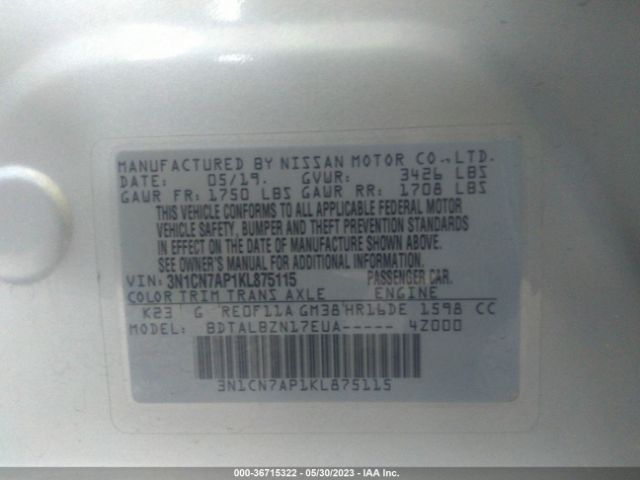 MANUFACTURED BY NISSAN MOTOR CO.,LTD.
DATE: 05/19. GVWR: 3426 LBS
GAWR FR: 1750 LBS GAWR RR: 1708 LBS
THIS VEHICLE CONFORMS TO ALL APPLICABLE FEDERAL MOTOR
VEHICLE SAFETY, BUMPER, AND THEFT PREVENTION STANDARDS
IN EFFECT ON THE DATE OF MANUFACTURE SHOWN ABOVE.
SEE OWNER'S MANUAL FOR ADDITIONAL INFORMATION.
VIN: 3N1CN7AP1KL875115 PASSENGER CAR.
COLOR TRIM TRANS AXLE ENGINE
K23 G RE0F11A GM38 HR16DE 1598 CC
MODEL: BDTALBZN17EUA----- 4Z000
3N1CN7AP1KL875115
000-36715322 — 05/30/2023 — IAA Inc.